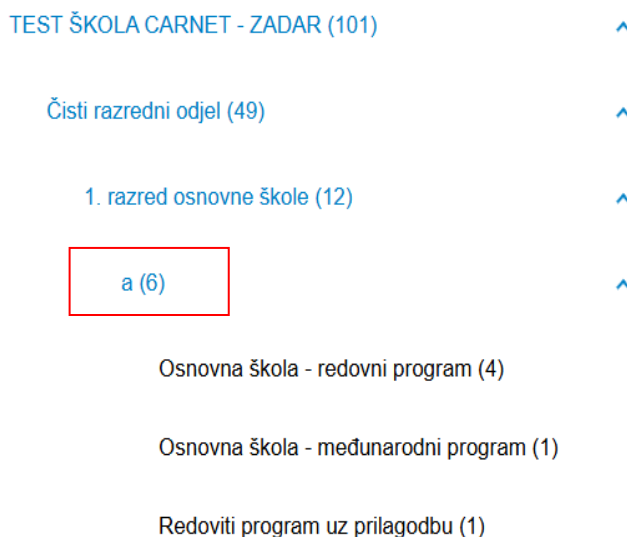 TEST ŠKOLA CARNET - ZADAR (101)
Čisti razredni odjel (49)
1. razred osnovne škole (12)
a (6)
Osnovna škola - redovni program (4)
Osnovna škola - međunarodni program (1)
Redoviti program uz prilagodbu (1)